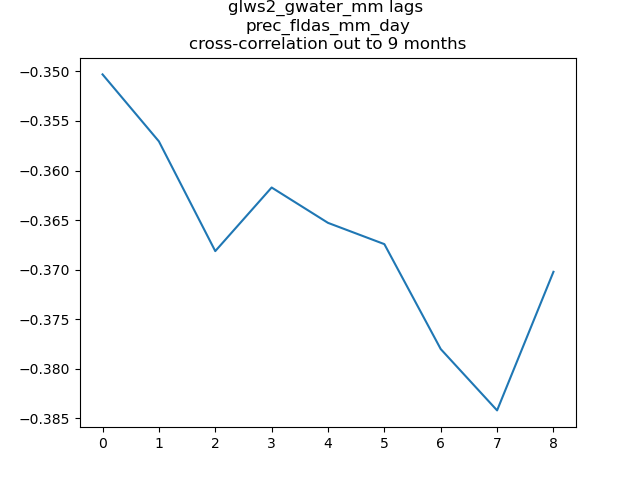 glws2_gwater_mm lags
prec_fldas_mm_day
cross-correlation out to 9 months
−0.350
−0.355
−0.360
−0.365
−0.370
−0.375
−0.380
−0.385
0 1 2 3 4 5 6 7 8